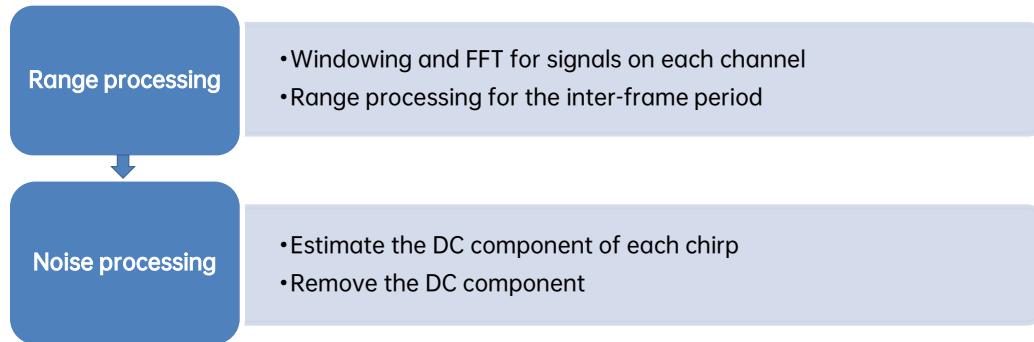 Range processing
•Windowing and FFT for signals on each channel
•Range processing for the inter-frame period
Noise processing
•Estimate the DC component of each chirp
•Remove the DC component